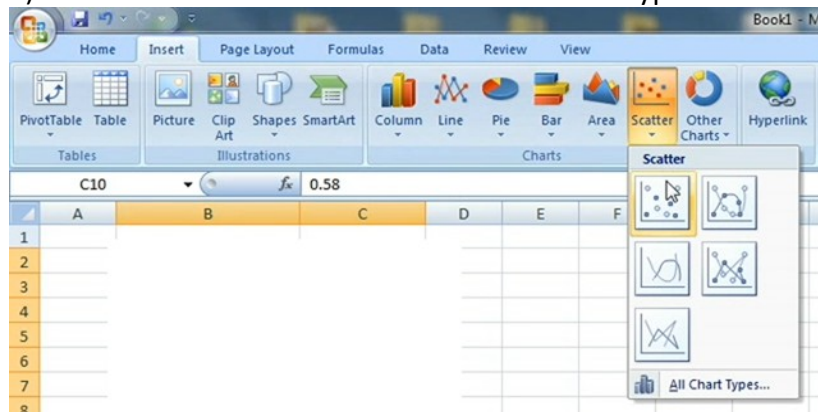 Book1 - M
Home Insert Page Layout Formulas Data Review View
PivotTable Table Picture Clip Art Shapes SmartArt Column Line Pie Bar Area Scatter Other Charts Hyperlink
Tables Illustrations Charts
Scatter
C10 fx 0.58
A B C D E F
1
2
3
4
5
6
7
8
All Chart Types...